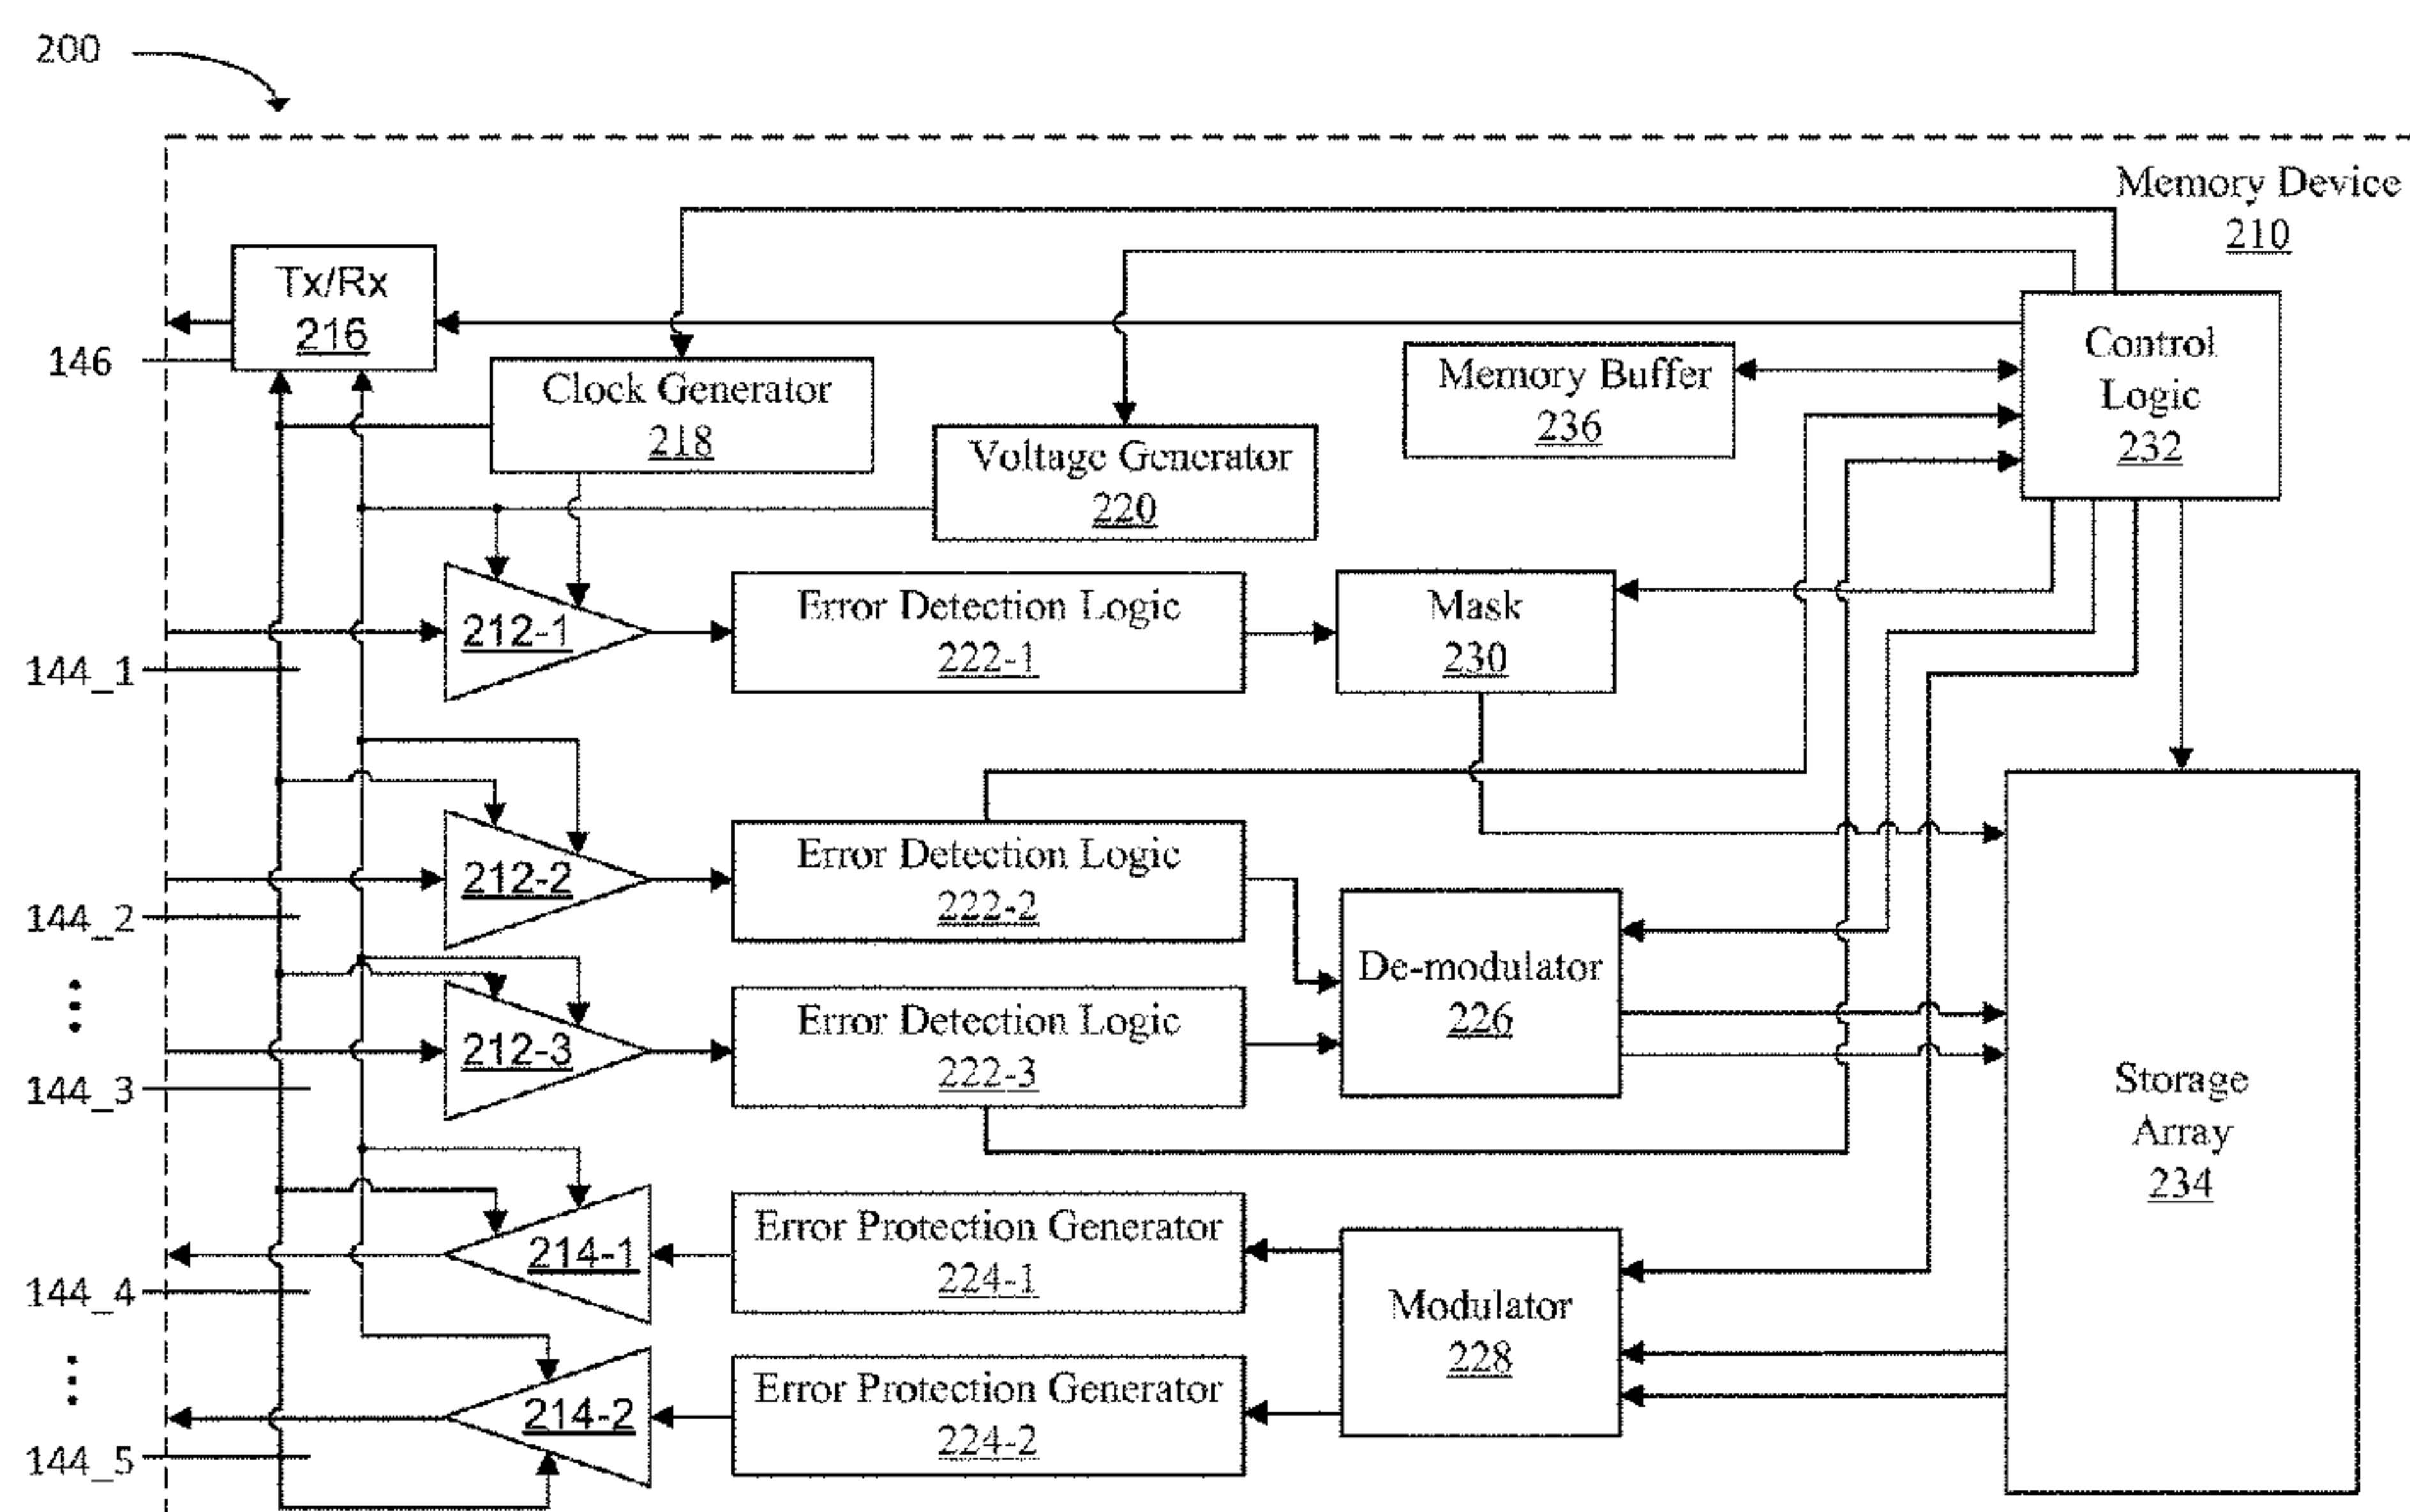 200
Memory Device
210
Tx/Rx
216
146
Clock Generator
218
Voltage Generator
220
Memory Buffer
236
Control
Logic
232
212-1
Error Detection Logic
222-1
Mask
230
144_1
212-2
Error Detection Logic
222-2
144_2
De-modulator
226
212-3
Error Detection Logic
222-3
144_3
Storage
Array
234
214-1
Error Protection Generator
224-1
144_4
Modulator
228
214-2
Error Protection Generator
224-2
144_5